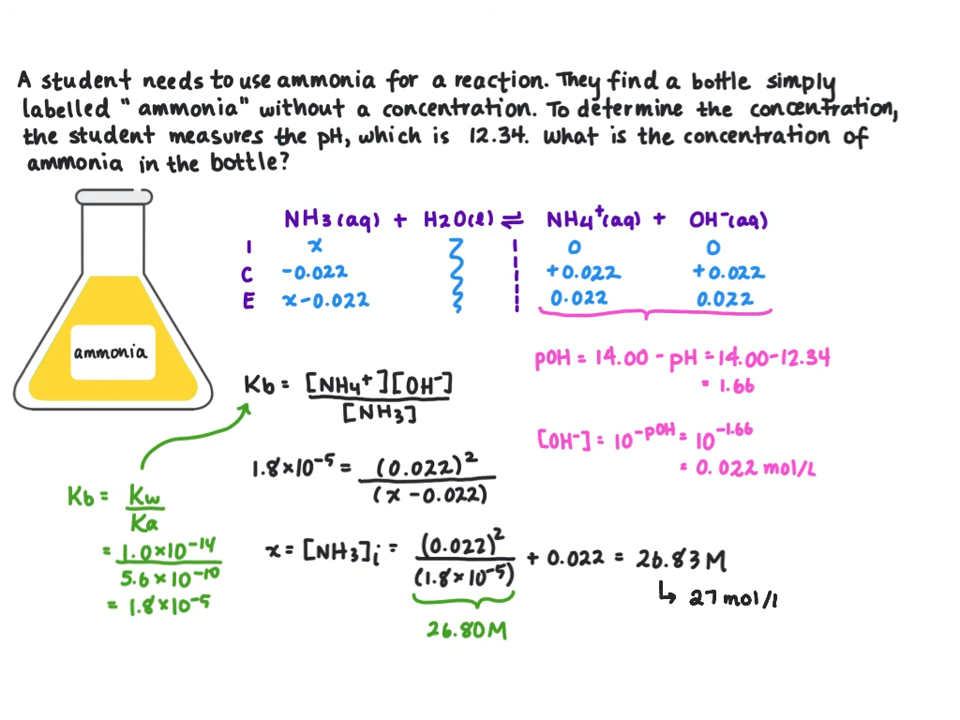 A student needs to use ammonia for a reaction. They find a bottle simply
labelled "ammonia" without a concentration. To determine the concentration,
the student measures the pH, which is 12.34. What is the concentration of
ammonia in the bottle?
NH3(aq) + H2O(l) ⇌ NH4+(aq) + OH-(aq)
I x 0 0
C -0.022 +0.022 +0.022
E x-0.022 0.022 0.022
ammonia
pOH = 14.00 - pH = 14.00-12.34
= 1.66
Kb = [NH4+][OH-]
[NH3]
[OH-] = 10^-pOH = 10^-1.66
= 0.022 mol/L
1.8×10^-5 = (0.022)^2
(x - 0.022)
Kb = Kw
Ka
= 1.0×10^-14
5.6×10^-10
= 1.8×10^-5
x = [NH3]i = (0.022)^2 + 0.022 = 26.83 M
(1.8×10^-5)
↳ 27 mol/L
26.80 M